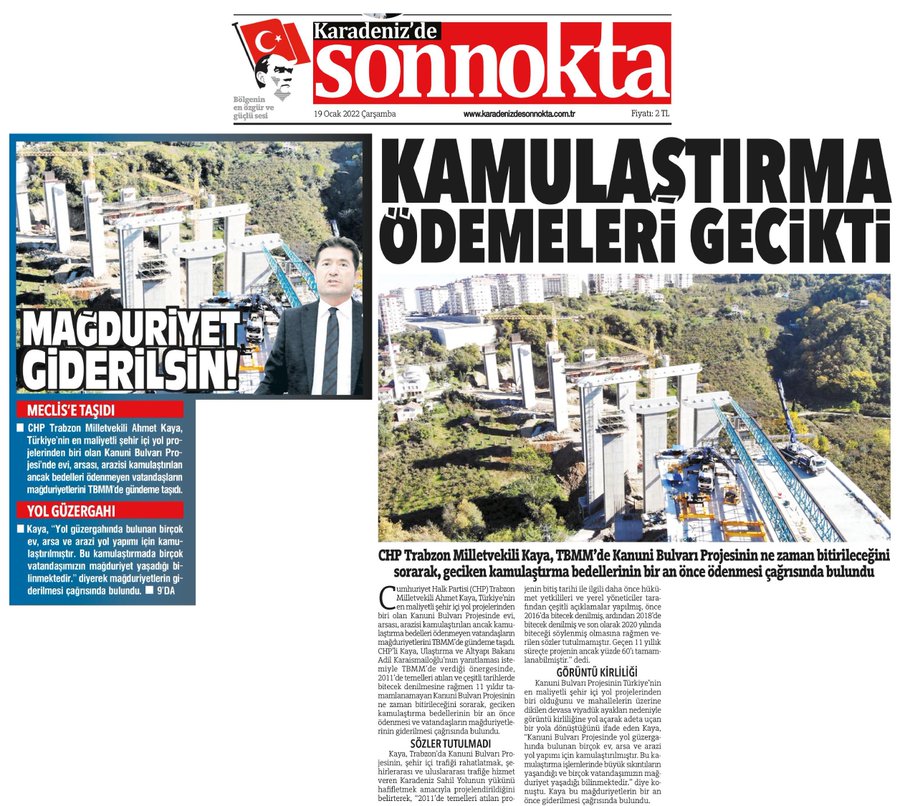 Karadeniz'de
sonnokta
Bölgenin
en özgür ve
güçlü sesi
19 Ocak 2022 Çarşamba
www.karadenizdesonnokta.com.tr
Fiyatı: 2 TL
MAĞDURİYET
GİDERİLSİN!
MECLİS'E TAŞIDI
CHP Trabzon Milletvekili Ahmet Kaya,
Türkiye'nin en maliyetli şehir içi yol pro-
jelerinden biri olan Kanuni Bulvarı Pro-
jesi'nde evi, arsası, arazisi kamulaştırılan
ancak bedelleri ödenmeyen vatandaşların
mağduriyetlerini TBMM'de gündeme taşıdı.
YOL GÜZERGAHI
Kaya, "Yol güzergahında bulunan birçok
ev, arsa ve arazi yol yapımı için kamu-
laştırılmıştır. Bu kamulaştırmada birçok
vatandaşımızın mağduriyet yaşadığı bi-
linmektedir." diyerek mağduriyetlerin gi-
derilmesi çağrısında bulundu. ■ 9'DA
KAMULAŞTIRMA
ÖDEMELERİ GECİKTİ
CHP Trabzon Milletvekili Kaya, TBMM'de Kanuni Bulvarı Projesinin ne zaman bitirileceğini
sorarak, geciken kamulaştırma bedellerinin bir an önce ödenmesi çağrısında bulundu
Cumhuriyet Halk Partisi (CHP) Trabzon
Milletvekili Ahmet Kaya, Türkiye'nin
en maliyetli şehir içi yol projelerinden
biri olan Kanuni Bulvarı Projesinde evi,
arsası, arazisi kamulaştırılan ancak kamu-
laştırma bedelleri ödenmeyen vatandaşların
mağduriyetlerini TBMM'de gündeme taşıdı.
CHP'li Kaya, Ulaştırma ve Altyapı Bakanı
Adil Karaismailoğlu'nun yanıtlaması iste-
miyle TBMM'de verdiği önergesinde,
2011'de temelleri atılan ve çeşitli tarihlerde
bitecek denilmesine rağmen 11 yıldır ta-
mamlanamayan Kanuni Bulvarı Projesinin
ne zaman bitirileceğini sorarak, geciken
kamulaştırma bedellerinin bir an önce
ödenmesi ve vatandaşların mağduriyetle-
rinin giderilmesi çağrısında bulundu.
SÖZLER TUTULMADI
Kaya, Trabzon'da Kanuni Bulvarı Pro-
jesinin, şehir içi trafiği rahatlatmak, şe-
hirlerarası ve uluslararası trafiğe hizmet
veren Karadeniz Sahil Yolunun yükünü
hafifletmek amacıyla projelendirildiğini
belirterek, "2011'de temelleri atılan pro-
jenin bitiş tarihi ile ilgili daha önce hükü-
met yetkilileri ve yerel yöneticiler tara-
fından çeşitli açıklamalar yapılmış, önce
2016'da bitecek denilmiş, ardından 2018'de
bitecek denilmiş ve son olarak 2020 yılında
biteceği söylenmiş olmasına rağmen ve-
rilen sözler tutulmamıştır. Geçen 11 yıllık
süreçte projenin ancak yüzde 60'ı tamam-
lanabilmiştir." dedi.
GÖRÜNTÜ KİRLİLİĞİ
Kanuni Bulvarı Projesinin Türkiye'nin
en maliyetli şehir içi yol projelerinden
biri olduğunu ve mahallelerin üzerine
dikilen devasa viyadük ayakları nedeniyle
görüntü kirliliğine yol açarak adeta uçan
bir yola dönüştüğünü ifade eden Kaya,
"Kanuni Bulvarı Projesinde yol güzerga-
hında bulunan birçok ev, arsa ve arazi
yol yapımı için kamulaştırılmıştır. Bu ka-
mulaştırma işlemlerinde büyük sıkıntıların
yaşandığı ve birçok vatandaşımızın mağ-
duriyet yaşadığı bilinmektedir." diye ko-
nuştu. Kaya bu mağduriyetlerin bir an
önce giderilmesi çağrısında bulundu.